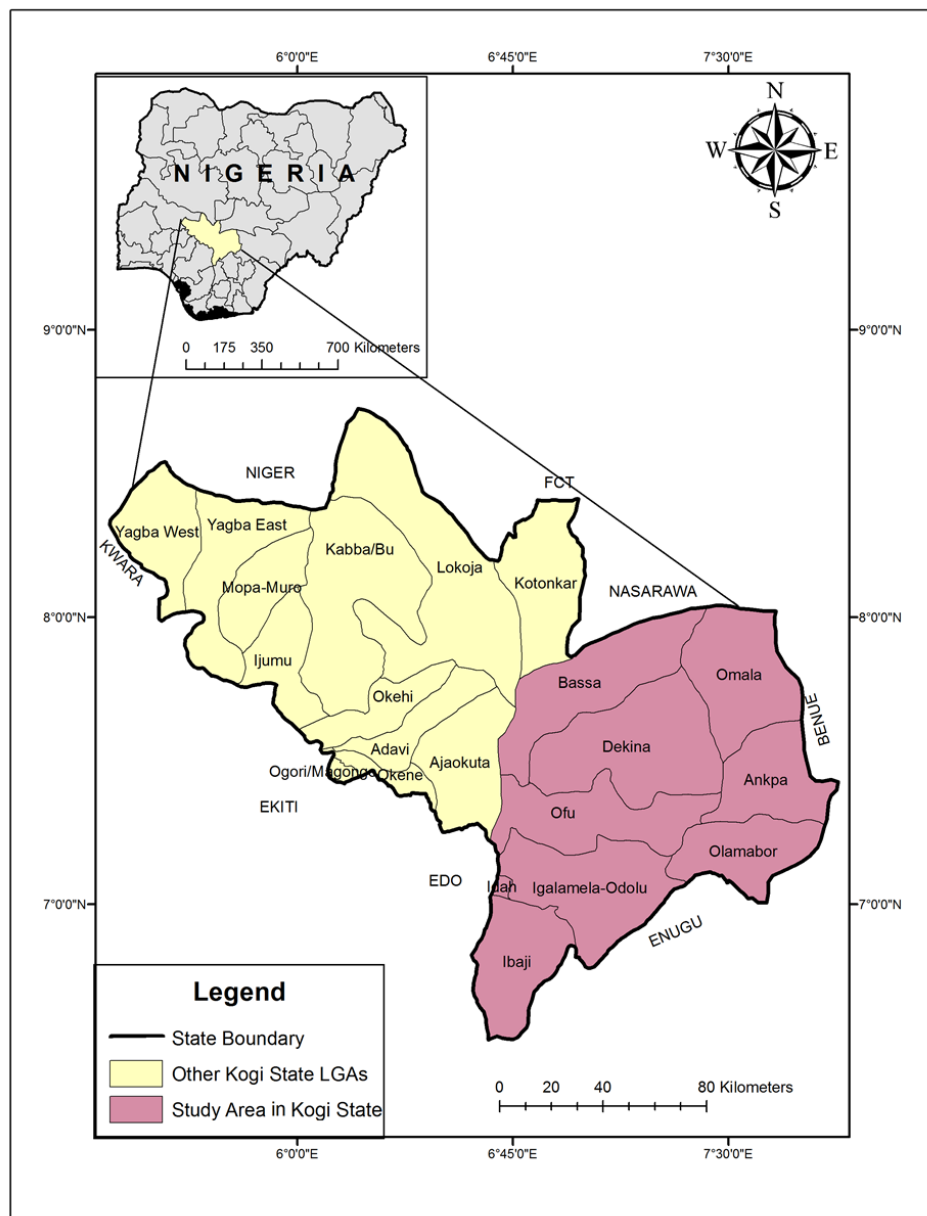 6°0'0"E 6°45'0"E 7°30'0"E
N
W E
S
NIGERIA
0 175 350 700 Kilometers
9°0'0"N 9°0'0"N
NIGER
FCT
Yagba West
Yagba East
Kabba/Bu
KWARA
Lokoja
Kotonkar
Mopa-Muro
NASARAWA
8°0'0"N 8°0'0"N
Ijumu
Bassa
Omala
Okehi
BENUE
Adavi
Dekina
Ogori/Magongo
Okene
Ajaokuta
Ankpa
EKITI
Ofu
Olamabor
EDO
Idah
Igalamela-Odolu
7°0'0"N 7°0'0"N
ENUGU
Ibaji
Legend
State Boundary
Other Kogi State LGAs
Study Area in Kogi State
0 20 40 80 Kilometers
6°0'0"E 6°45'0"E 7°30'0"E